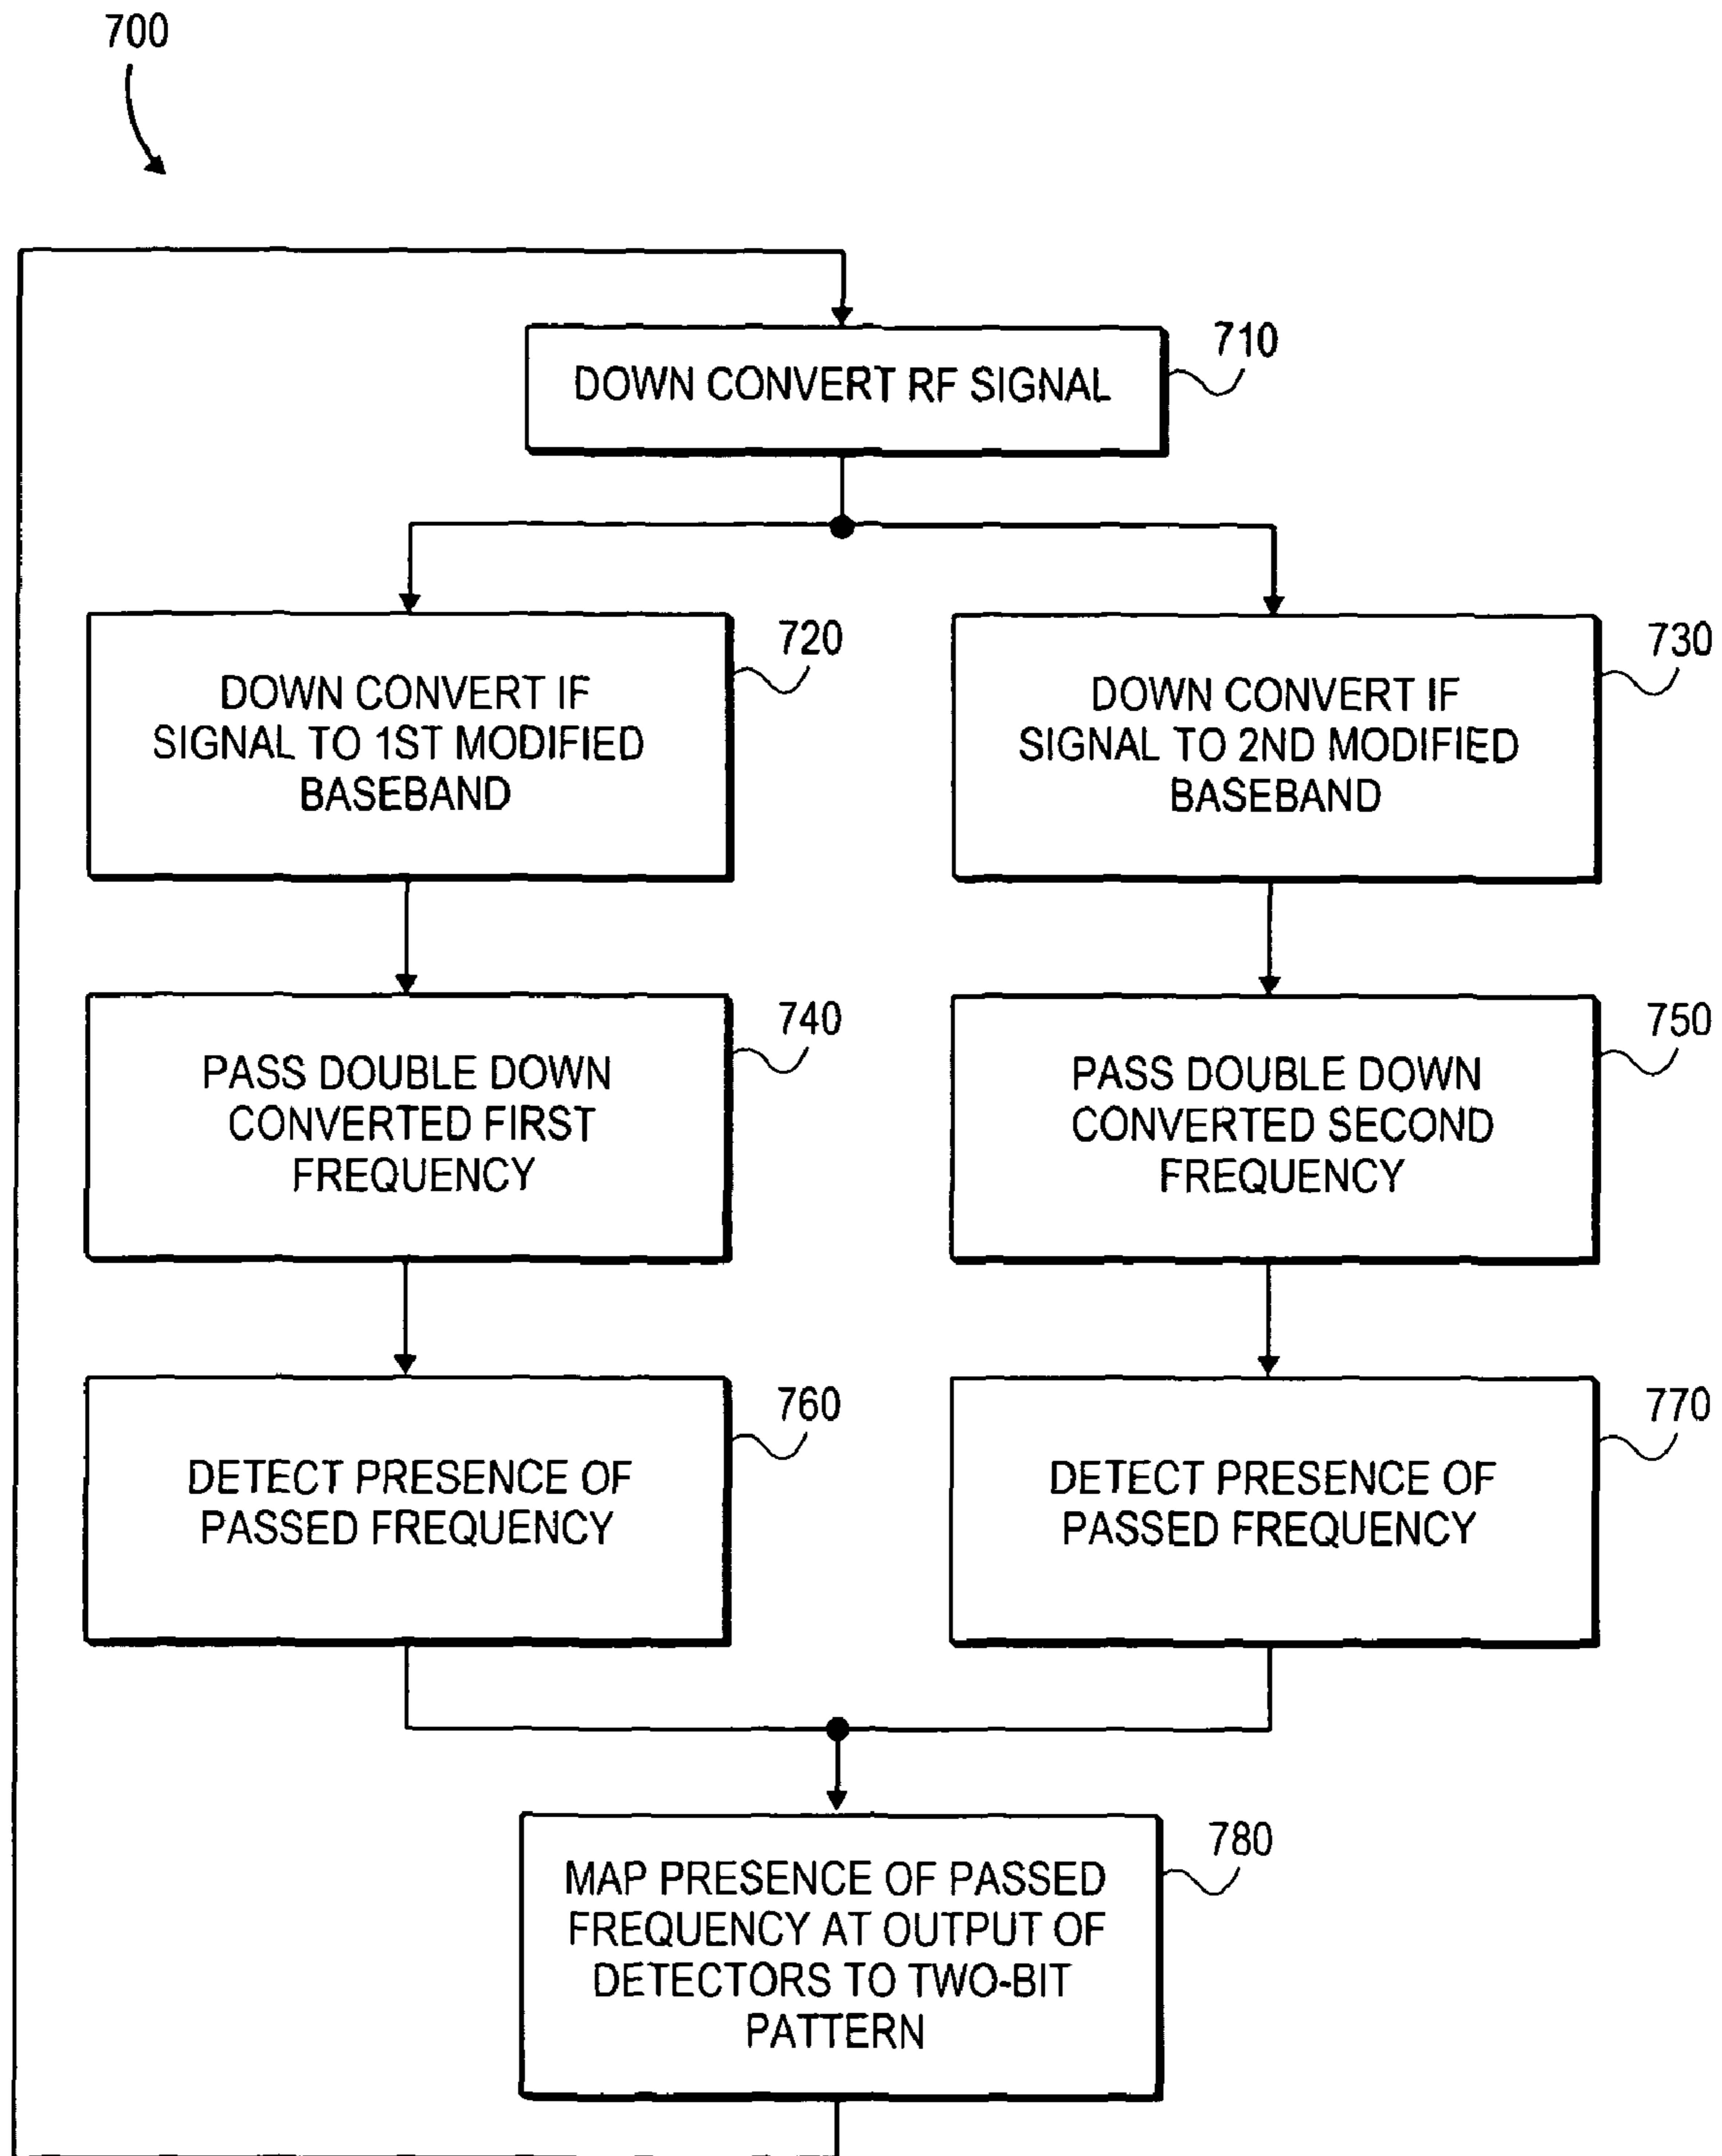 700
710
DOWN CONVERT RF SIGNAL
720
DOWN CONVERT IF
SIGNAL TO 1ST MODIFIED
BASEBAND
730
DOWN CONVERT IF
SIGNAL TO 2ND MODIFIED
BASEBAND
740
PASS DOUBLE DOWN
CONVERTED FIRST
FREQUENCY
750
PASS DOUBLE DOWN
CONVERTED SECOND
FREQUENCY
760
DETECT PRESENCE OF
PASSED FREQUENCY
770
DETECT PRESENCE OF
PASSED FREQUENCY
780
MAP PRESENCE OF PASSED
FREQUENCY AT OUTPUT OF
DETECTORS TO TWO-BIT
PATTERN